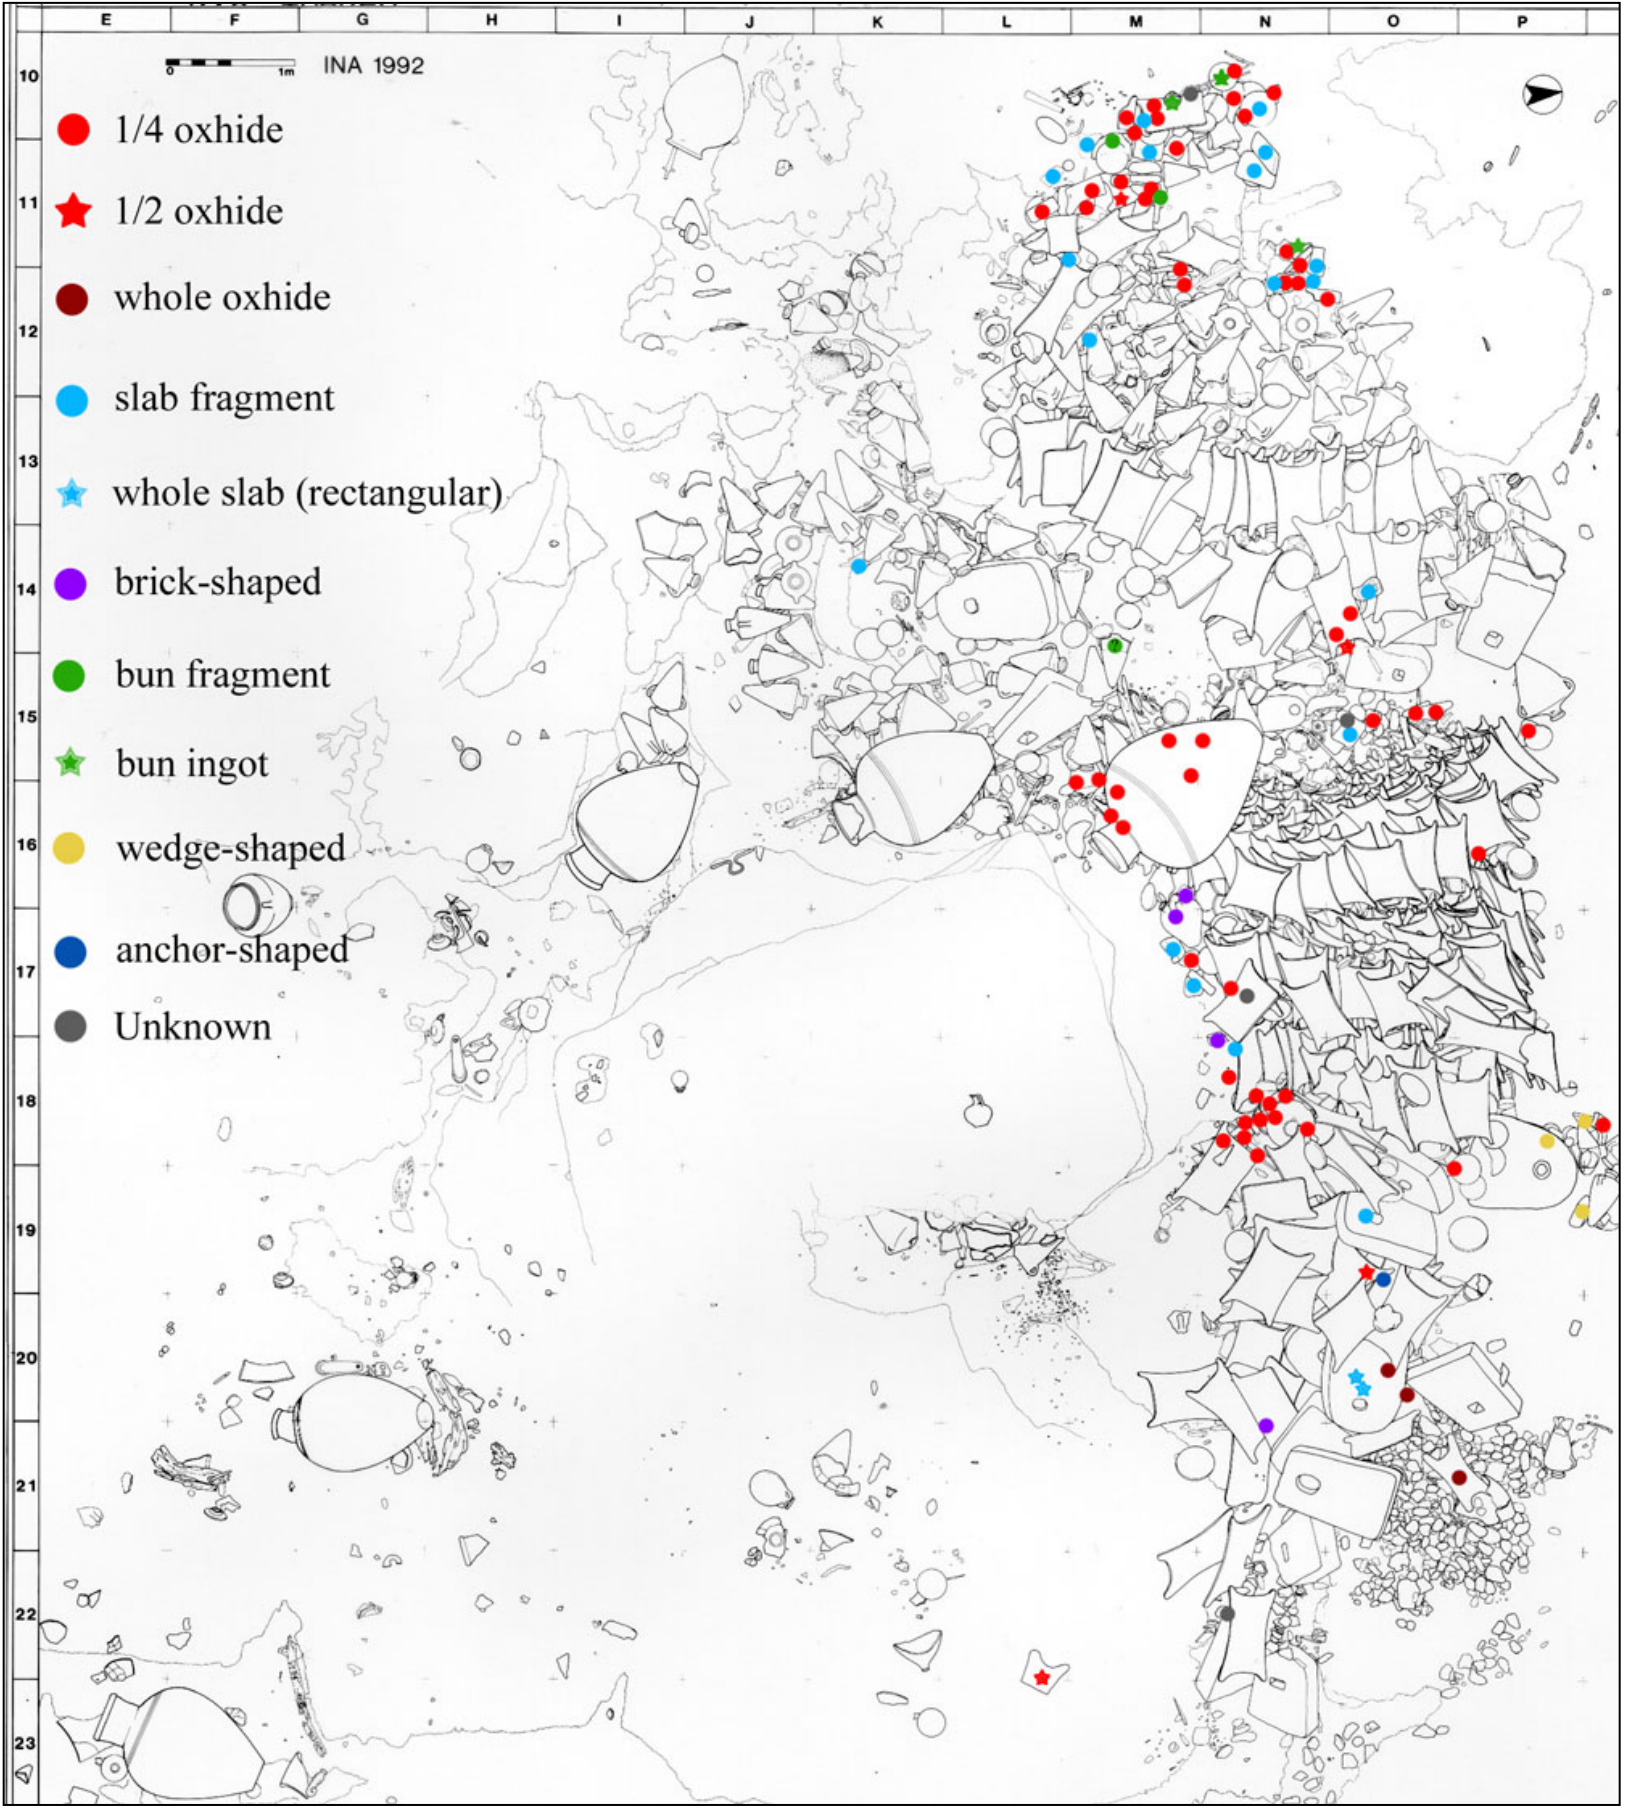 E F G H I J K L M N O P
0 1m INA 1992
10
1/4 oxhide
11
1/2 oxhide
whole oxhide
12
slab fragment
13
whole slab (rectangular)
14
brick-shaped
bun fragment
?
15
bun ingot
16
wedge-shaped
17
anchor-shaped
Unknown
18
19
20
21
22
23